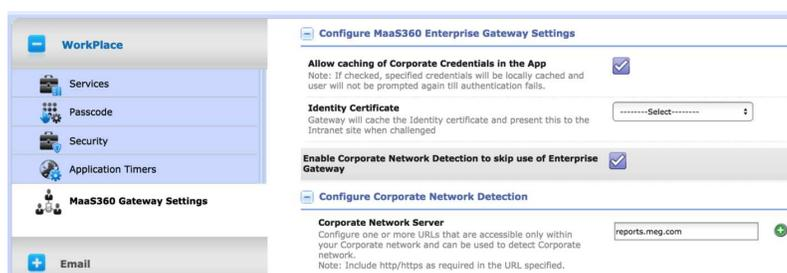 WorkPlace
Services
Passcode
Security
Application Timers
MaaS360 Gateway Settings
Email
Configure MaaS360 Enterprise Gateway Settings
Allow caching of Corporate Credentials in the App
Note: If checked, specified credentials will be locally cached and
user will not be prompted again till authentication fails.
Identity Certificate
Gateway will cache the Identity certificate and present this to the
Intranet site when challenged
--------Select--------
Enable Corporate Network Detection to skip use of Enterprise
Gateway
Configure Corporate Network Detection
Corporate Network Server
Configure one or more URLs that are accessible only within
your Corporate network and can be used to detect Corporate
network.
Note: Include http/https as required in the URL specified.
reports.meg.com